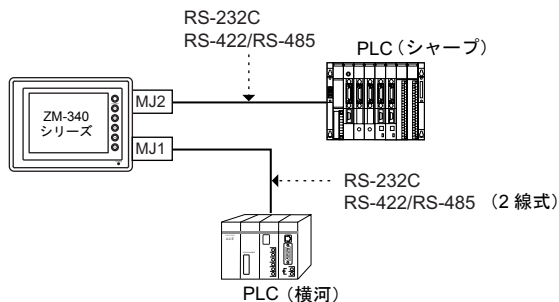 RS-232C
RS-422/RS-485
PLC（シャープ）
ZM-340
シリーズ
MJ2
MJ1
RS-232C
RS-422/RS-485 （2 線式）
PLC（横河）